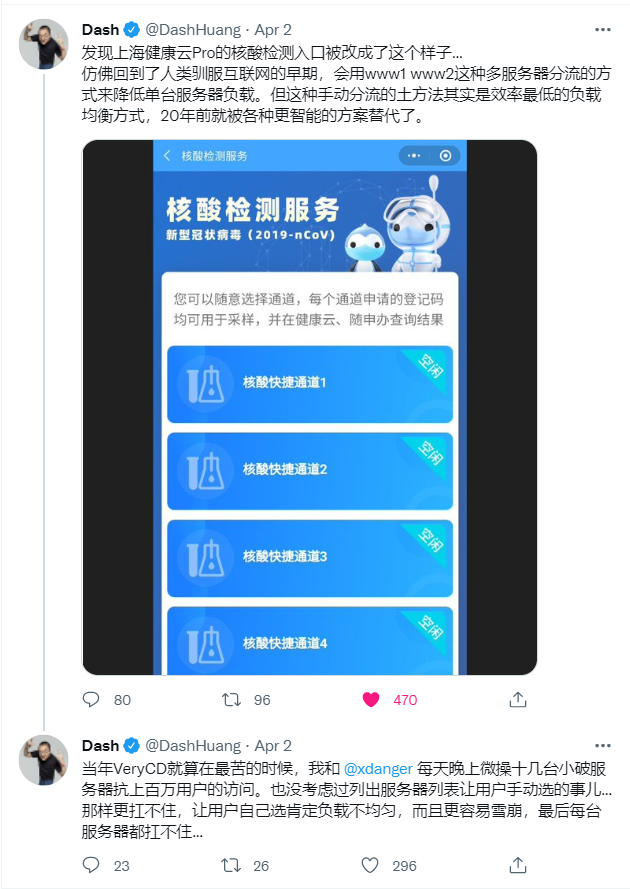 Dash @DashHuang · Apr 2
发现上海健康云Pro的核酸检测入口被改成了这个样子...
仿佛回到了人类驯服互联网的早期，会用www1 www2这种多服务器分流的方
式来降低单台服务器负载。但这种手动分流的土方法其实是效率最低的负载
均衡方式，20年前就被各种更智能的方案替代了。
核酸检测服务
核酸检测服务
新型冠状病毒（2019-nCoV）
您可以随意选择通道，每个通道申请的登记码
均可用于采样，并在健康云、随申办查询结果
空闲
核酸快捷通道1
空闲
核酸快捷通道2
空闲
核酸快捷通道3
空闲
核酸快捷通道4
80 96 470
Dash @DashHuang · Apr 2
当年VeryCD就算在最苦的时候，我和 @xdanger 每天晚上微操十几台小破服
务器抗上百万用户的访问。也没考虑过列出服务器列表让用户手动选的事儿...
那样更扛不住，让用户自己选肯定负载不均匀，而且更容易雪崩，最后每台
服务器都扛不住...
23 26 296